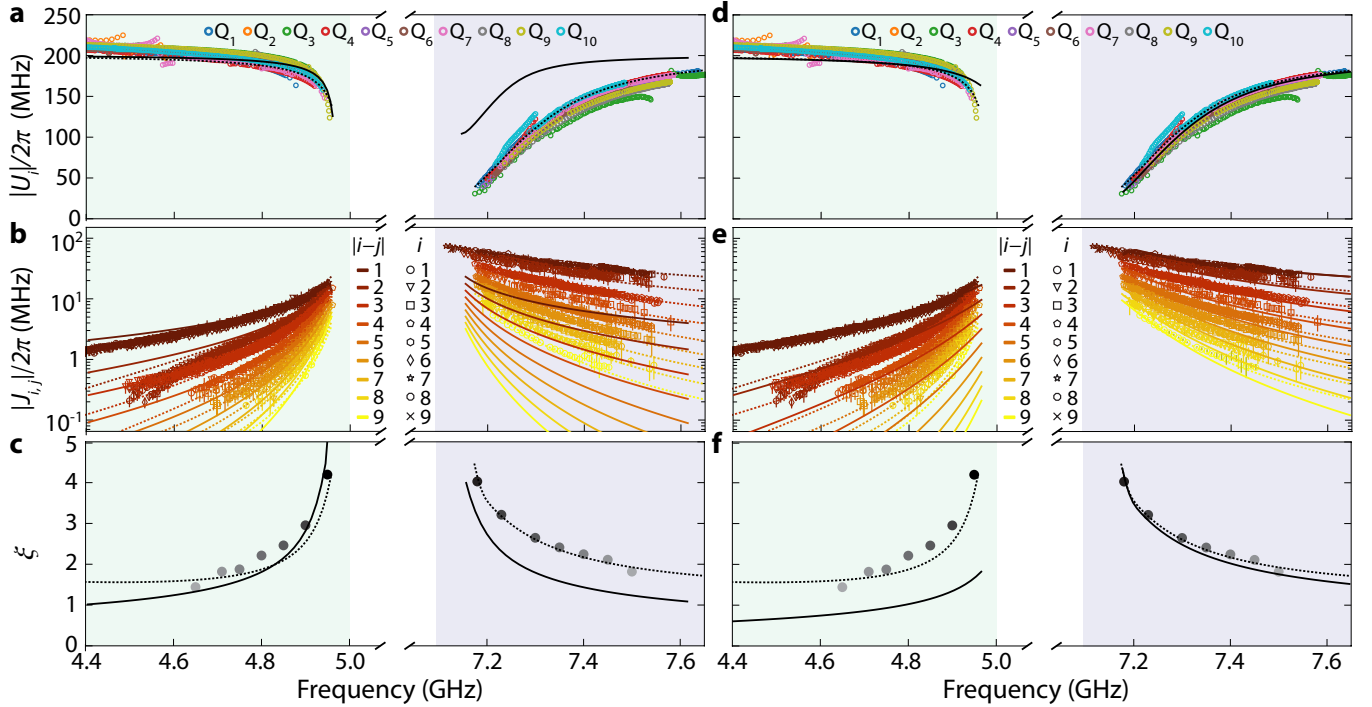 a
Q1 Q2 Q3 Q4 Q5 Q6 Q7 Q8 Q9 Q10
|Ui|/2π (MHz)
250
200
150
100
50
0
b
|i−j| i
1 1
2 2
3 3
4 4
5 5
6 6
7 7
8 8
9 9
|Ji,j|/2π (MHz)
10²
10¹
1
10⁻¹
c
ξ
5
4
3
2
1
0
4.4 4.6 4.8 5.0 7.2 7.4 7.6
Frequency (GHz)
d
Q1 Q2 Q3 Q4 Q5 Q6 Q7 Q8 Q9 Q10
e
|i−j| i
1 1
2 2
3 3
4 4
5 5
6 6
7 7
8 8
9 9
f
4.4 4.6 4.8 5.0 7.2 7.4 7.6
Frequency (GHz)